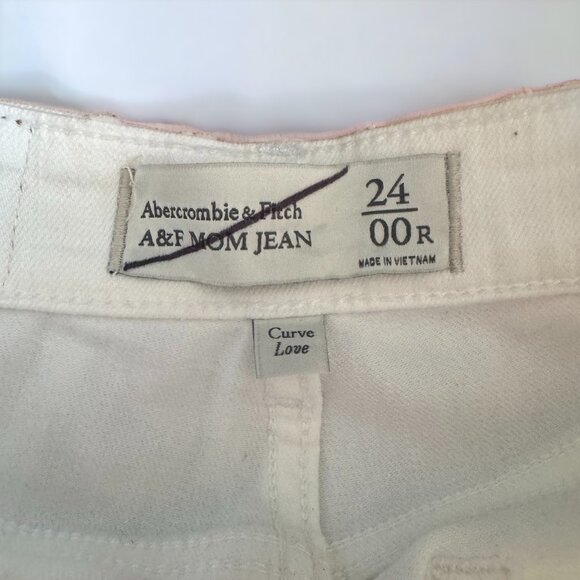 Abercrombie & Fitch
A&F MOM JEAN
24
00R
MADE IN VIETNAM
Curve
Love